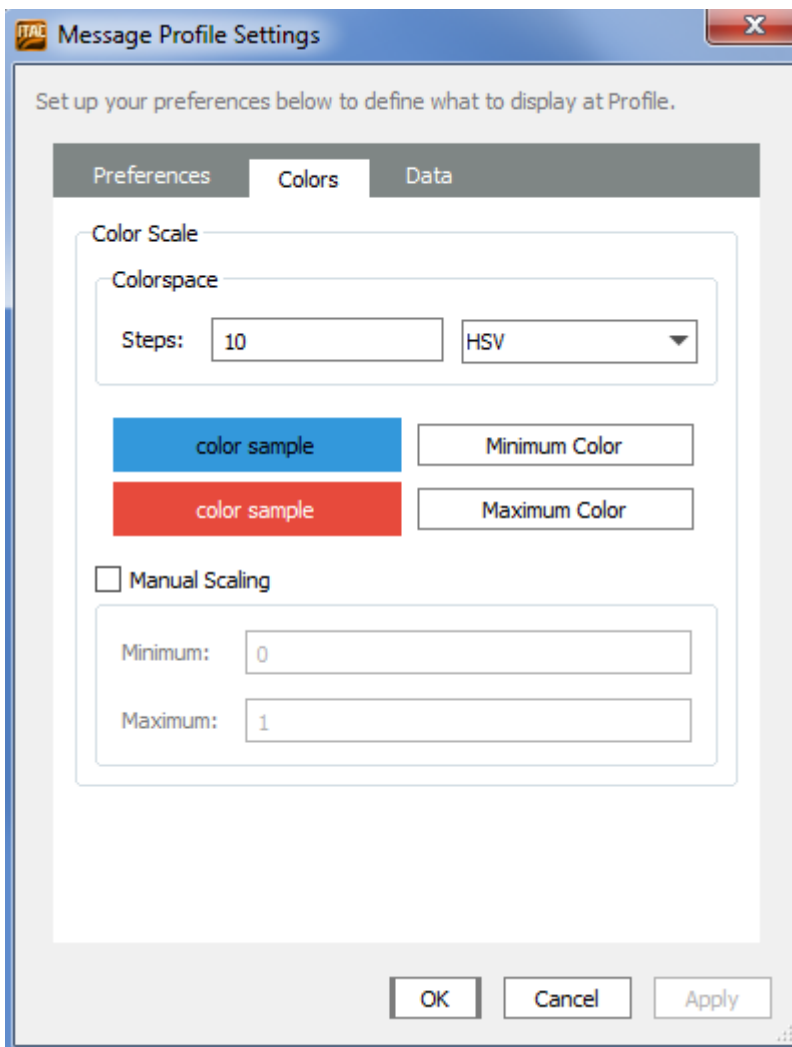 ITAC Message Profile Settings X
Set up your preferences below to define what to display at Profile.
Preferences Colors Data
Color Scale
Colorspace
Steps: 10 HSV
color sample Minimum Color
color sample Maximum Color
Manual Scaling
Minimum: 0
Maximum: 1
OK Cancel Apply